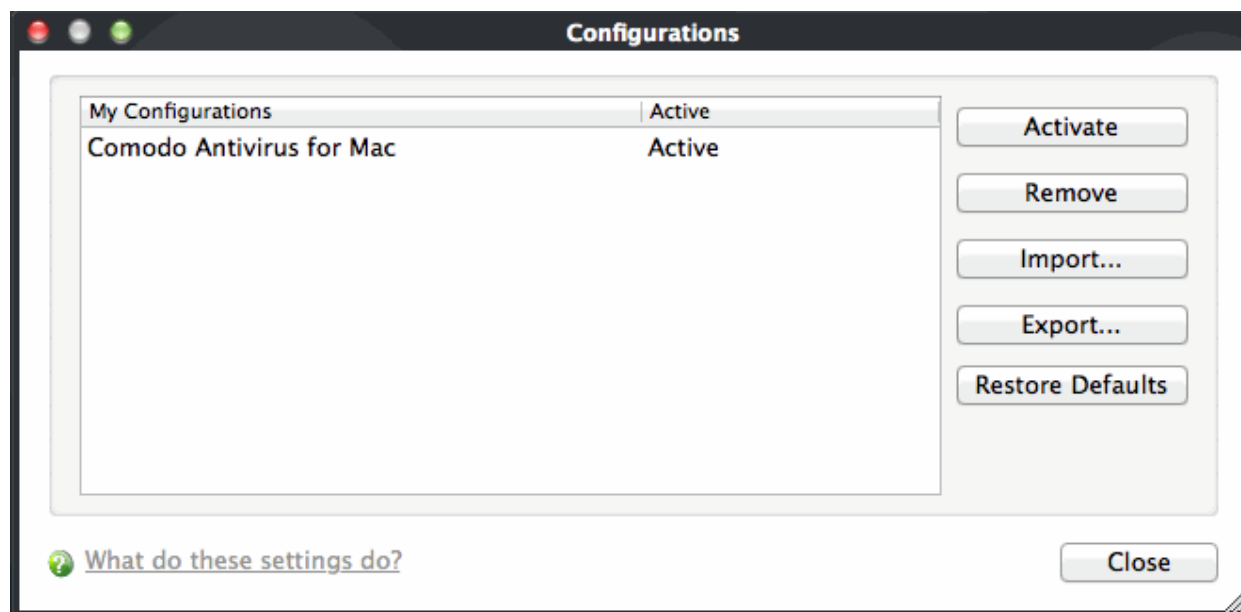 Configurations
My Configurations Active
Comodo Antivirus for Mac Active
Activate
Remove
Import...
Export...
Restore Defaults
What do these settings do?
Close